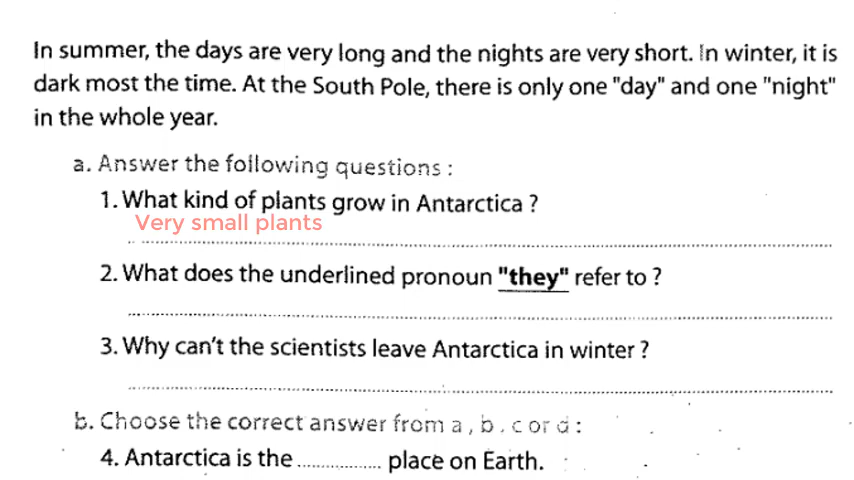 In summer, the days are very long and the nights are very short. In winter, it is
dark most the time. At the South Pole, there is only one "day" and one "night"
in the whole year.
a. Answer the following questions :
1. What kind of plants grow in Antarctica ?
Very small plants
2. What does the underlined pronoun "they" refer to ?
3. Why can't the scientists leave Antarctica in winter ?
b. Choose the correct answer from a , b , c or d :
4. Antarctica is the .................. place on Earth.